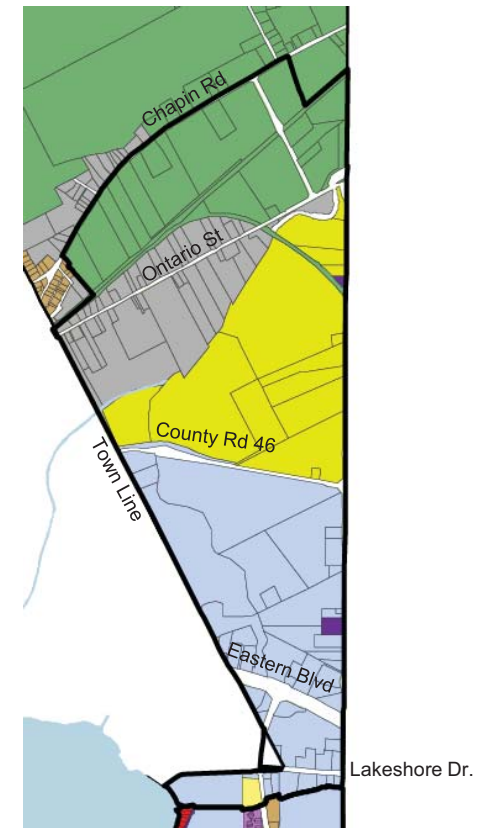 Chapin Rd
Ontario St
County Rd 46
Town Line
Eastern Blvd
Lakeshore Dr.